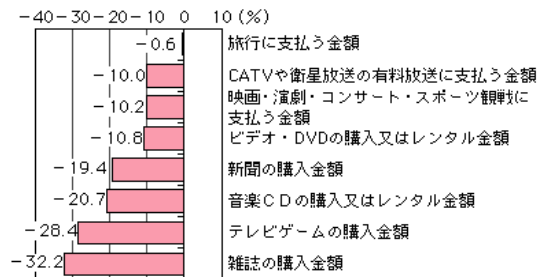 －40－30－20－10 0 10 (%)
－0.6 旅行に支払う金額
－10.0 CATVや衛星放送の有料放送に支払う金額
－10.2 映画・演劇・コンサート・スポーツ観戦に
支払う金額
－10.8 ビデオ・DVDの購入又はレンタル金額
－19.4 新聞の購入金額
－20.7 音楽ＣＤの購入又はレンタル金額
－28.4 テレビゲームの購入金額
－32.2 雑誌の購入金額